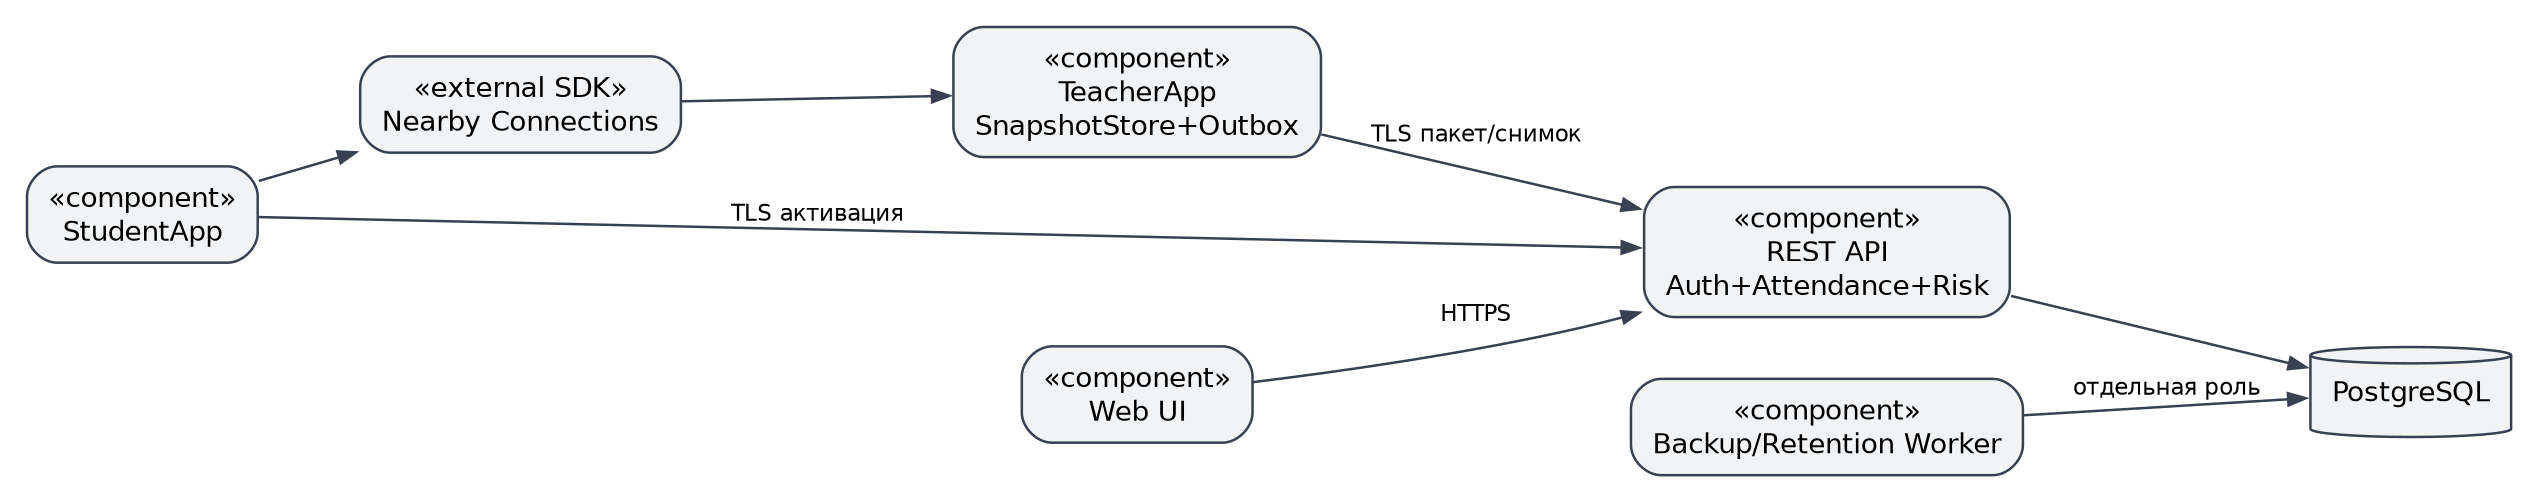 «component»
StudentApp
«external SDK»
Nearby Connections
«component»
TeacherApp
SnapshotStore+Outbox
TLS пакет/снимок
TLS активация
«component»
REST API
Auth+Attendance+Risk
HTTPS
«component»
Web UI
«component»
Backup/Retention Worker
отдельная роль
PostgreSQL